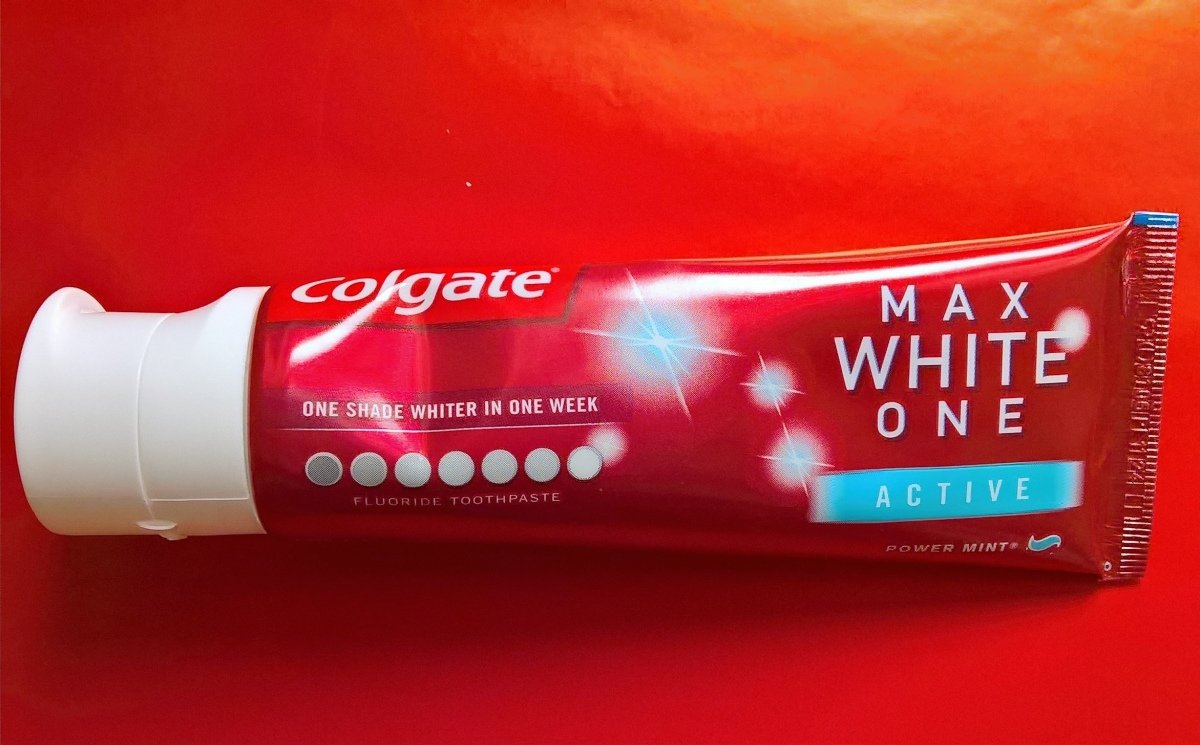 Colgate®
ONE SHADE WHITER IN ONE WEEK
FLUORIDE TOOTHPASTE
MAX
WHITE
ONE
ACTIVE
POWER MINT®